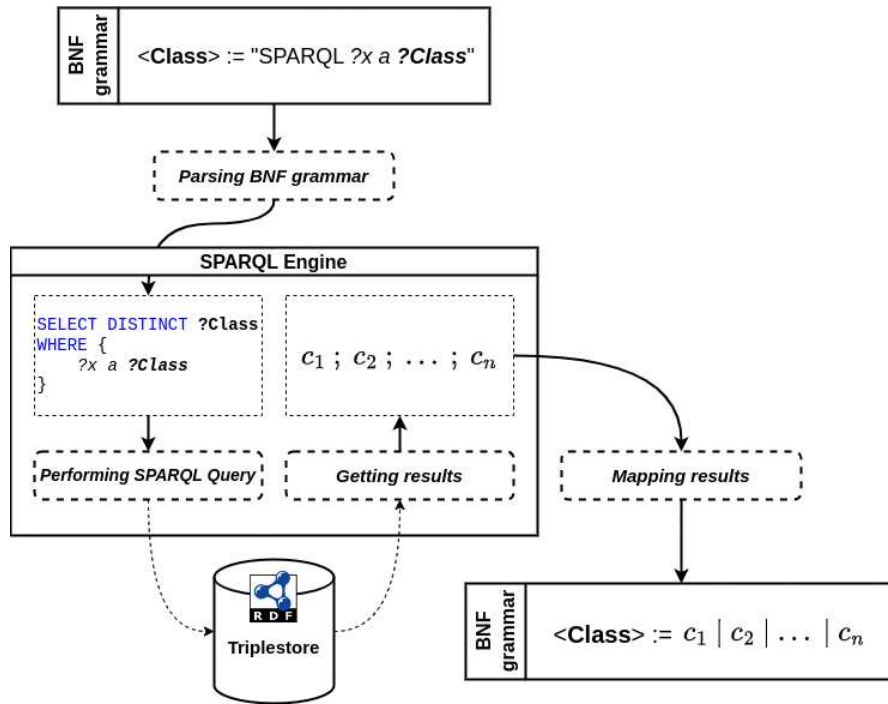 BNF
grammar
<Class> := "SPARQL ?x a ?Class"
Parsing BNF grammar
SPARQL Engine
SELECT DISTINCT ?Class
WHERE {
?x a ?Class
}
c1 ; c2 ; ... ; cn
Performing SPARQL Query
Getting results
Mapping results
RDF
Triplestore
BNF
grammar
<Class> := c1 | c2 | ... | cn